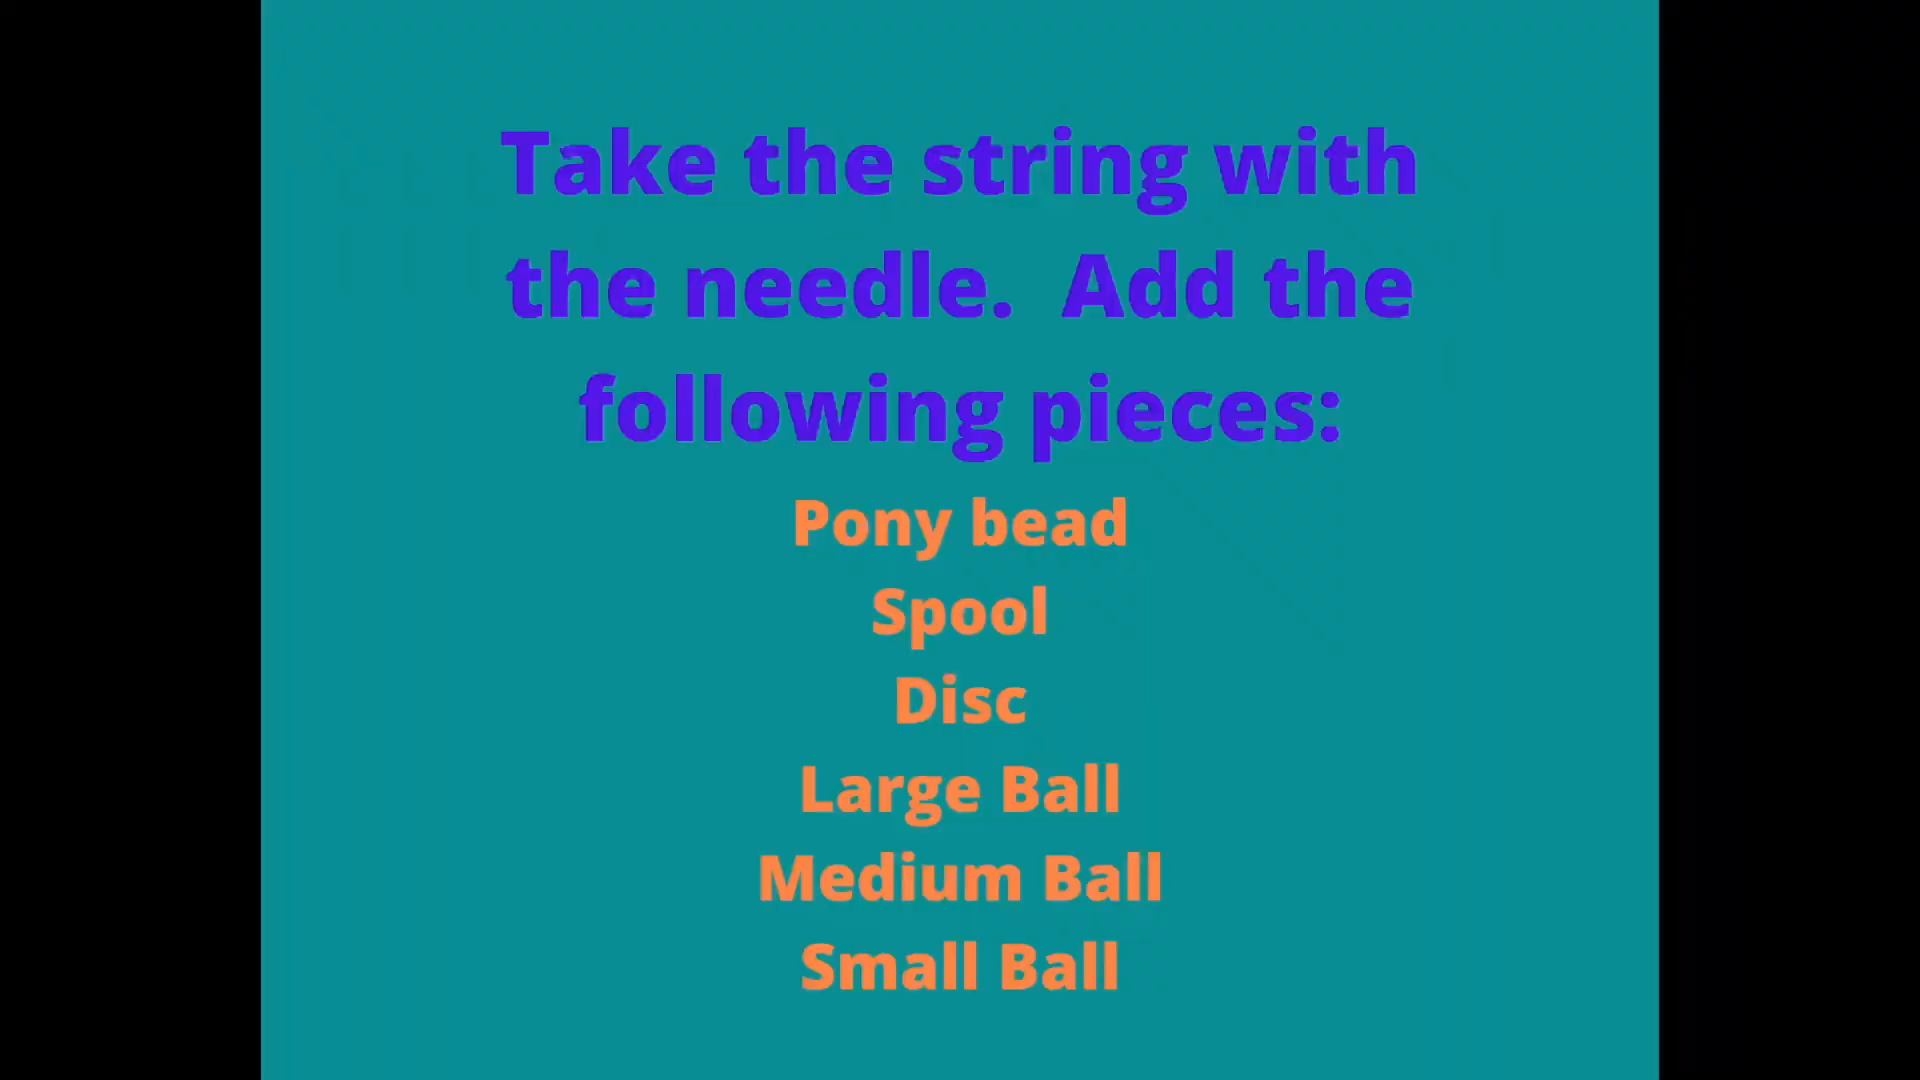 Take the string with
the needle.  Add the
following pieces:
Pony bead
Spool
Disc
Large Ball
Medium Ball
Small Ball